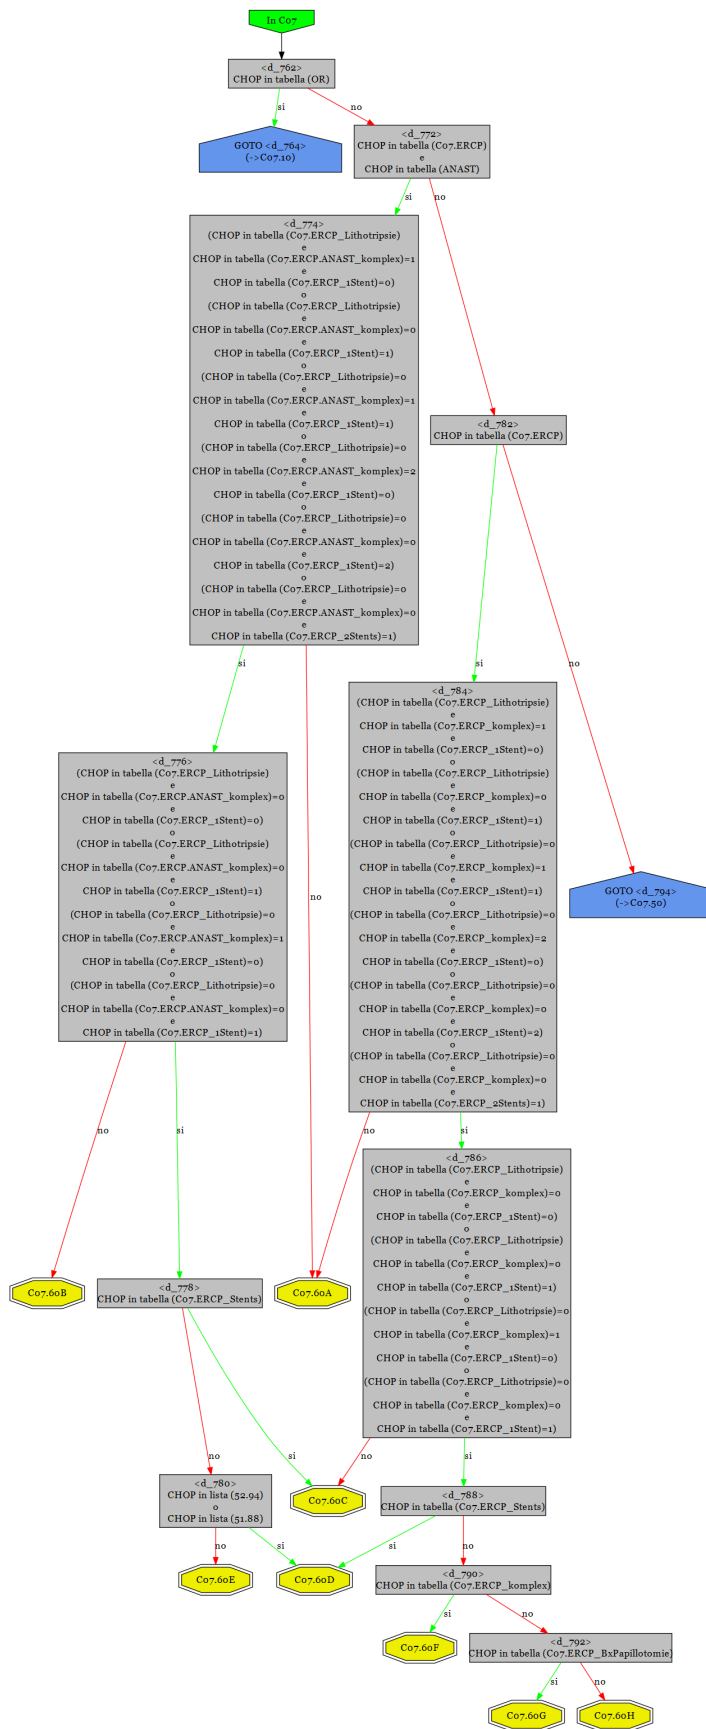 In C07
<d_762>
CHOP in tabella (OR)
si
no
GOTO <d_764>
(->C07.10)
<d_772>
CHOP in tabella (C07.ERCP)
e
CHOP in tabella (ANAST)
si
no
<d_774>
(CHOP in tabella (C07.ERCP_Lithotripsie)
e
CHOP in tabella (C07.ERCP.ANAST_komplex)=1
e
CHOP in tabella (C07.ERCP_1Stent)=0)
o
(CHOP in tabella (C07.ERCP_Lithotripsie)
e
CHOP in tabella (C07.ERCP.ANAST_komplex)=0
e
CHOP in tabella (C07.ERCP_1Stent)=1)
o
(CHOP in tabella (C07.ERCP_Lithotripsie)=0
e
CHOP in tabella (C07.ERCP.ANAST_komplex)=1
e
CHOP in tabella (C07.ERCP_1Stent)=1)
o
(CHOP in tabella (C07.ERCP_Lithotripsie)=0
e
CHOP in tabella (C07.ERCP.ANAST_komplex)=2
e
CHOP in tabella (C07.ERCP_1Stent)=0)
o
(CHOP in tabella (C07.ERCP_Lithotripsie)=0
e
CHOP in tabella (C07.ERCP.ANAST_komplex)=0
e
CHOP in tabella (C07.ERCP_1Stent)=2)
o
(CHOP in tabella (C07.ERCP_Lithotripsie)=0
e
CHOP in tabella (C07.ERCP.ANAST_komplex)=0
e
CHOP in tabella (C07.ERCP_2Stents)=1)
<d_782>
CHOP in tabella (C07.ERCP)
si
no
si
no
<d_784>
(CHOP in tabella (C07.ERCP_Lithotripsie)
e
CHOP in tabella (C07.ERCP_komplex)=1
e
CHOP in tabella (C07.ERCP_1Stent)=0)
o
(CHOP in tabella (C07.ERCP_Lithotripsie)
e
CHOP in tabella (C07.ERCP_komplex)=0
e
CHOP in tabella (C07.ERCP_1Stent)=1)
o
(CHOP in tabella (C07.ERCP_Lithotripsie)=0
e
CHOP in tabella (C07.ERCP_komplex)=1
e
CHOP in tabella (C07.ERCP_1Stent)=1)
o
(CHOP in tabella (C07.ERCP_Lithotripsie)=0
e
CHOP in tabella (C07.ERCP_komplex)=2
e
CHOP in tabella (C07.ERCP_1Stent)=0)
o
(CHOP in tabella (C07.ERCP_Lithotripsie)=0
e
CHOP in tabella (C07.ERCP_komplex)=0
e
CHOP in tabella (C07.ERCP_1Stent)=2)
o
(CHOP in tabella (C07.ERCP_Lithotripsie)=0
e
CHOP in tabella (C07.ERCP_komplex)=0
e
CHOP in tabella (C07.ERCP_2Stents)=1)
<d_776>
(CHOP in tabella (C07.ERCP_Lithotripsie)
e
CHOP in tabella (C07.ERCP.ANAST_komplex)=0
e
CHOP in tabella (C07.ERCP_1Stent)=0)
o
(CHOP in tabella (C07.ERCP_Lithotripsie)
e
CHOP in tabella (C07.ERCP.ANAST_komplex)=0
e
CHOP in tabella (C07.ERCP_1Stent)=1)
o
(CHOP in tabella (C07.ERCP_Lithotripsie)=0
e
CHOP in tabella (C07.ERCP.ANAST_komplex)=1
e
CHOP in tabella (C07.ERCP_1Stent)=0)
o
(CHOP in tabella (C07.ERCP_Lithotripsie)=0
e
CHOP in tabella (C07.ERCP.ANAST_komplex)=0
e
CHOP in tabella (C07.ERCP_1Stent)=1)
GOTO <d_794>
(->C07.50)
no
no
si
no
si
<d_786>
(CHOP in tabella (C07.ERCP_Lithotripsie)
e
CHOP in tabella (C07.ERCP_komplex)=0
e
CHOP in tabella (C07.ERCP_1Stent)=0)
o
(CHOP in tabella (C07.ERCP_Lithotripsie)
e
CHOP in tabella (C07.ERCP_komplex)=0
e
CHOP in tabella (C07.ERCP_1Stent)=1)
o
(CHOP in tabella (C07.ERCP_Lithotripsie)=0
e
CHOP in tabella (C07.ERCP_komplex)=1
e
CHOP in tabella (C07.ERCP_1Stent)=0)
o
(CHOP in tabella (C07.ERCP_Lithotripsie)=0
e
CHOP in tabella (C07.ERCP_komplex)=0
e
CHOP in tabella (C07.ERCP_1Stent)=1)
C07.60B
<d_778>
CHOP in tabella (C07.ERCP_Stents)
C07.60A
no
si
no
si
<d_780>
CHOP in lista (52.94)
o
CHOP in lista (51.88)
C07.60C
<d_788>
CHOP in tabella (C07.ERCP_Stents)
no
si
si
no
C07.60E
C07.60D
<d_790>
CHOP in tabella (C07.ERCP_komplex)
si
no
C07.60F
<d_792>
CHOP in tabella (C07.ERCP_BxPapillotomie)
si
no
C07.60G
C07.60H